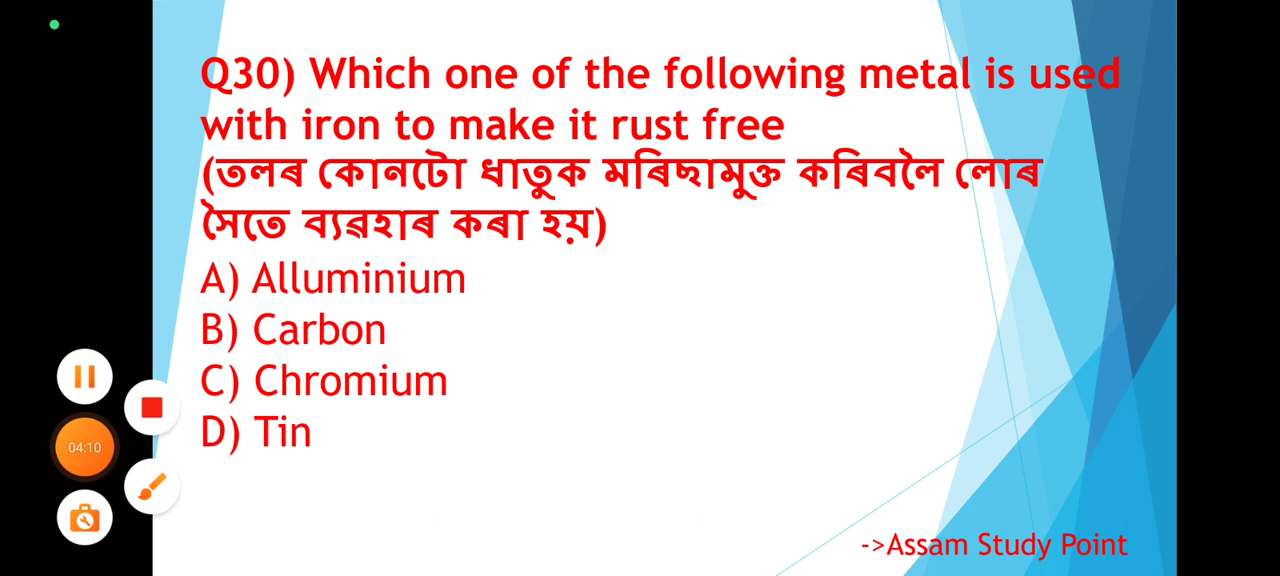 Q30) Which one of the following metal is used
with iron to make it rust free
(তলৰ কোনটো ধাতুক মৰিছামুক্ত কৰিবলৈ লোৰ
সৈতে ব্যৱহাৰ কৰা হয়)
A) Alluminium
B) Carbon
C) Chromium
D) Tin
04:10
->Assam Study Point